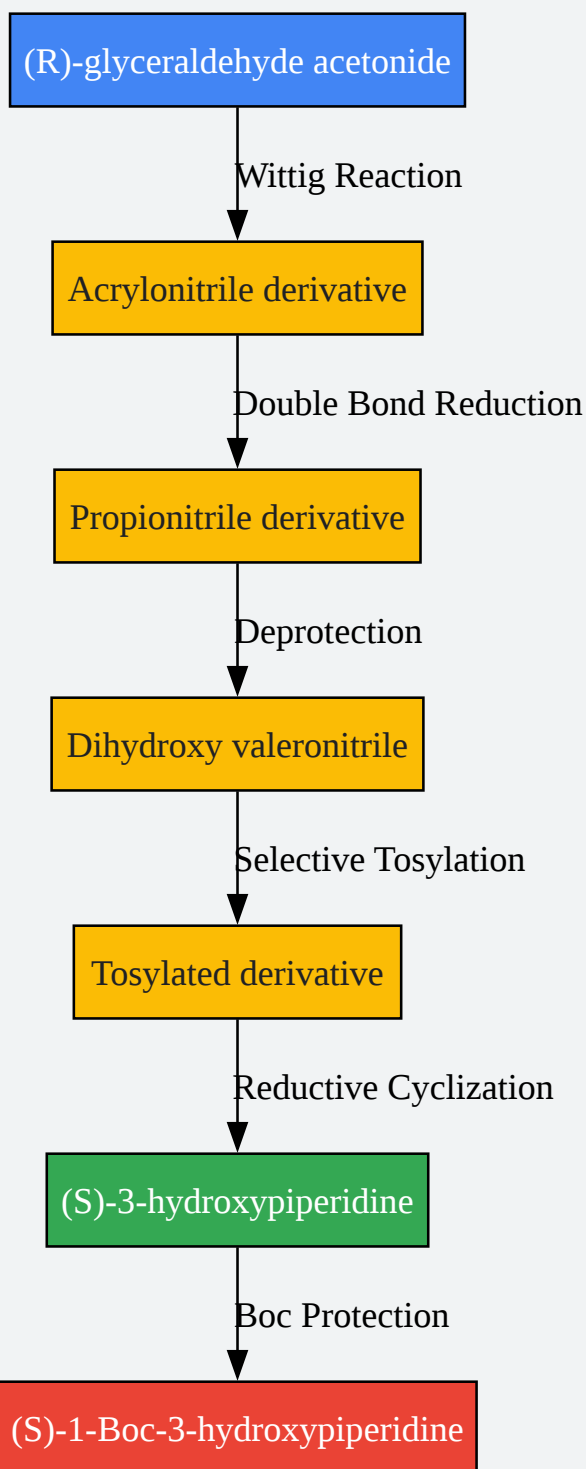 (R)-glyceraldehyde acetonide
Wittig Reaction
Acrylonitrile derivative
Double Bond Reduction
Propionitrile derivative
Deprotection
Dihydroxy valeronitrile
Selective Tosylation
Tosylated derivative
Reductive Cyclization
(S)-3-hydroxypiperidine
Boc Protection
(S)-1-Boc-3-hydroxypiperidine